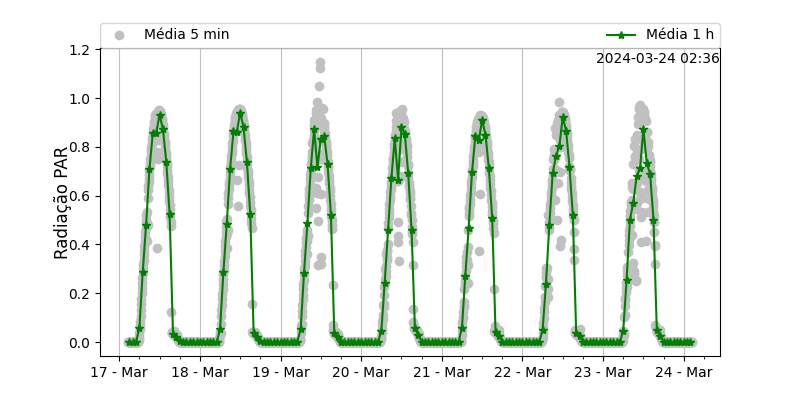 Média 5 min
Média 1 h
2024-03-24 02:36
Radiação PAR
1.2
1.0
0.8
0.6
0.4
0.2
0.0
17 - Mar
18 - Mar
19 - Mar
20 - Mar
21 - Mar
22 - Mar
23 - Mar
24 - Mar